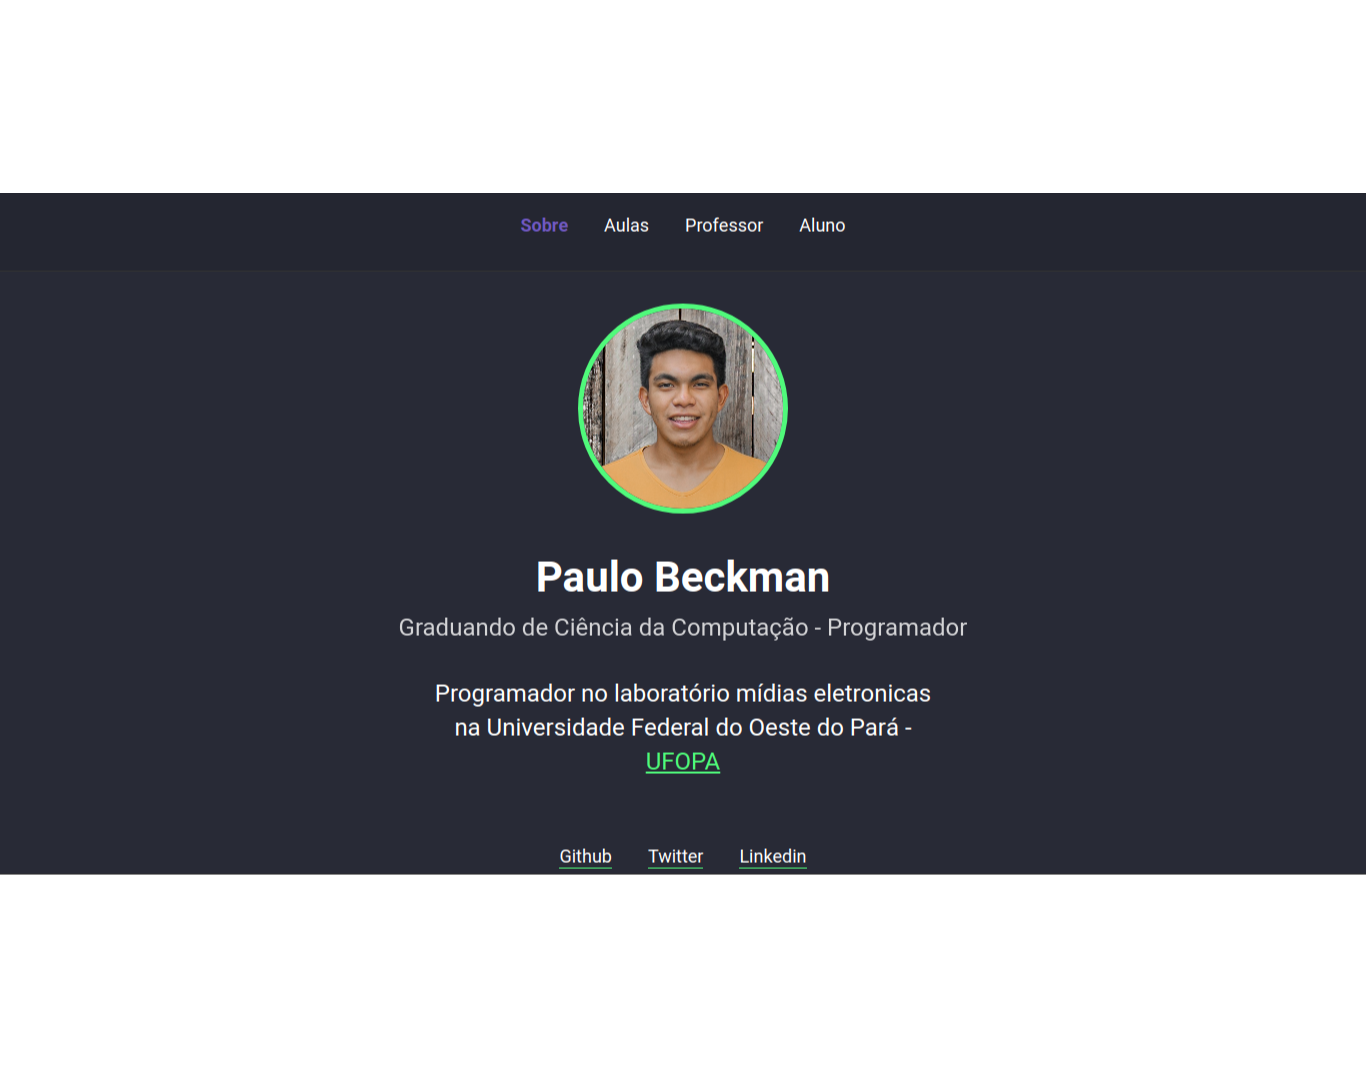 Sobre Aulas Professor Aluno
Paulo Beckman
Graduando de Ciência da Computação - Programador
Programador no laboratório mídias eletronicas
na Universidade Federal do Oeste do Pará -
UFOPA
Github Twitter Linkedin